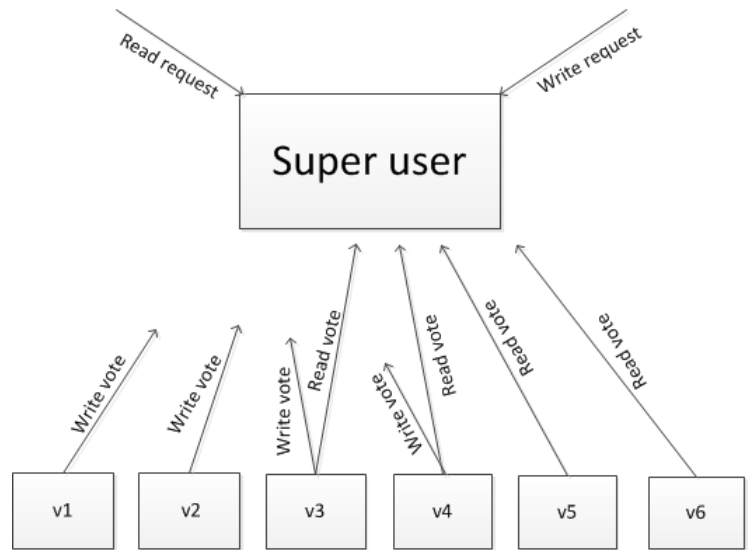 Read request
Write request
Super user
Write vote
Write vote
Write vote
Read vote
Write vote
Read vote
Read vote
Read vote
v1
v2
v3
v4
v5
v6